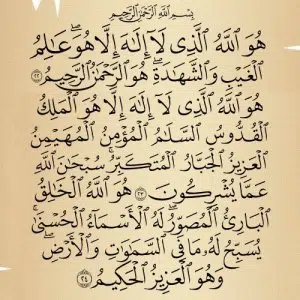 بِسْمِ ٱللَّهِ ٱلرَّحْمَٰنِ ٱلرَّحِيمِ
هُوَ ٱللَّهُ ٱلَّذِى لَآ إِلَٰهَ إِلَّا هُوَ ۖ عَٰلِمُ
ٱلْغَيْبِ وَٱلشَّهَٰدَةِ ۖ هُوَ ٱلرَّحْمَٰنُ ٱلرَّحِيمُ ٢٢
هُوَ ٱللَّهُ ٱلَّذِى لَآ إِلَٰهَ إِلَّا هُوَ ٱلْمَلِكُ
ٱلْقُدُّوسُ ٱلسَّلَٰمُ ٱلْمُؤْمِنُ ٱلْمُهَيْمِنُ
ٱلْعَزِيزُ ٱلْجَبَّارُ ٱلْمُتَكَبِّرُ ۚ سُبْحَٰنَ ٱللَّهِ
عَمَّا يُشْرِكُونَ ٢٣ هُوَ ٱللَّهُ ٱلْخَٰلِقُ
ٱلْبَارِئُ ٱلْمُصَوِّرُ ۖ لَهُ ٱلْأَسْمَآءُ ٱلْحُسْنَىٰ ۚ
يُسَبِّحُ لَهُۥ مَا فِى ٱلسَّمَٰوَٰتِ وَٱلْأَرْضِ ۖ
وَهُوَ ٱلْعَزِيزُ ٱلْحَكِيمُ ٢٤